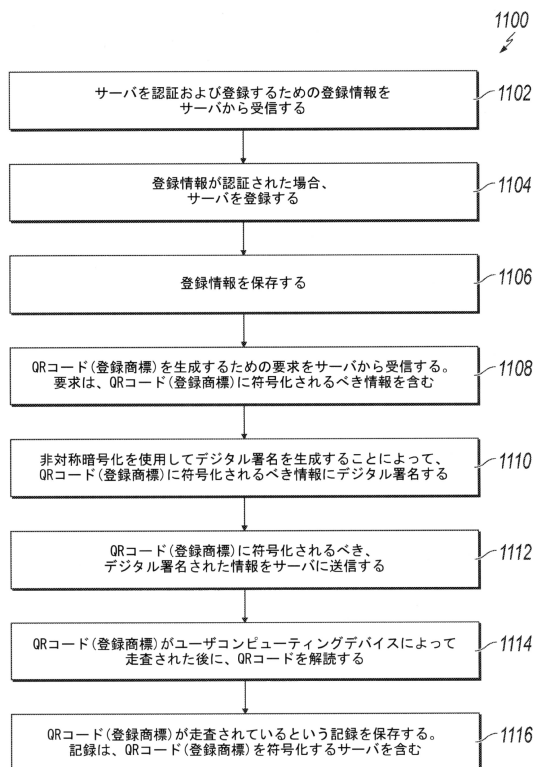 1100
サーバを認証および登録するための登録情報を
サーバから受信する
1102
登録情報が認証された場合、
サーバを登録する
1104
登録情報を保存する
1106
QRコード(登録商標)を生成するための要求をサーバから受信する。
要求は、QRコード(登録商標)に符号化されるべき情報を含む
1108
非対称暗号化を使用してデジタル署名を生成することによって、
QRコード(登録商標)に符号化されるべき情報にデジタル署名する
1110
QRコード(登録商標)に符号化されるべき、
デジタル署名された情報をサーバに送信する
1112
QRコード(登録商標)がユーザコンピューティングデバイスによって
走査された後に、QRコードを解読する
1114
QRコード(登録商標)が走査されているという記録を保存する。
記録は、QRコード(登録商標)を符号化するサーバを含む
1116